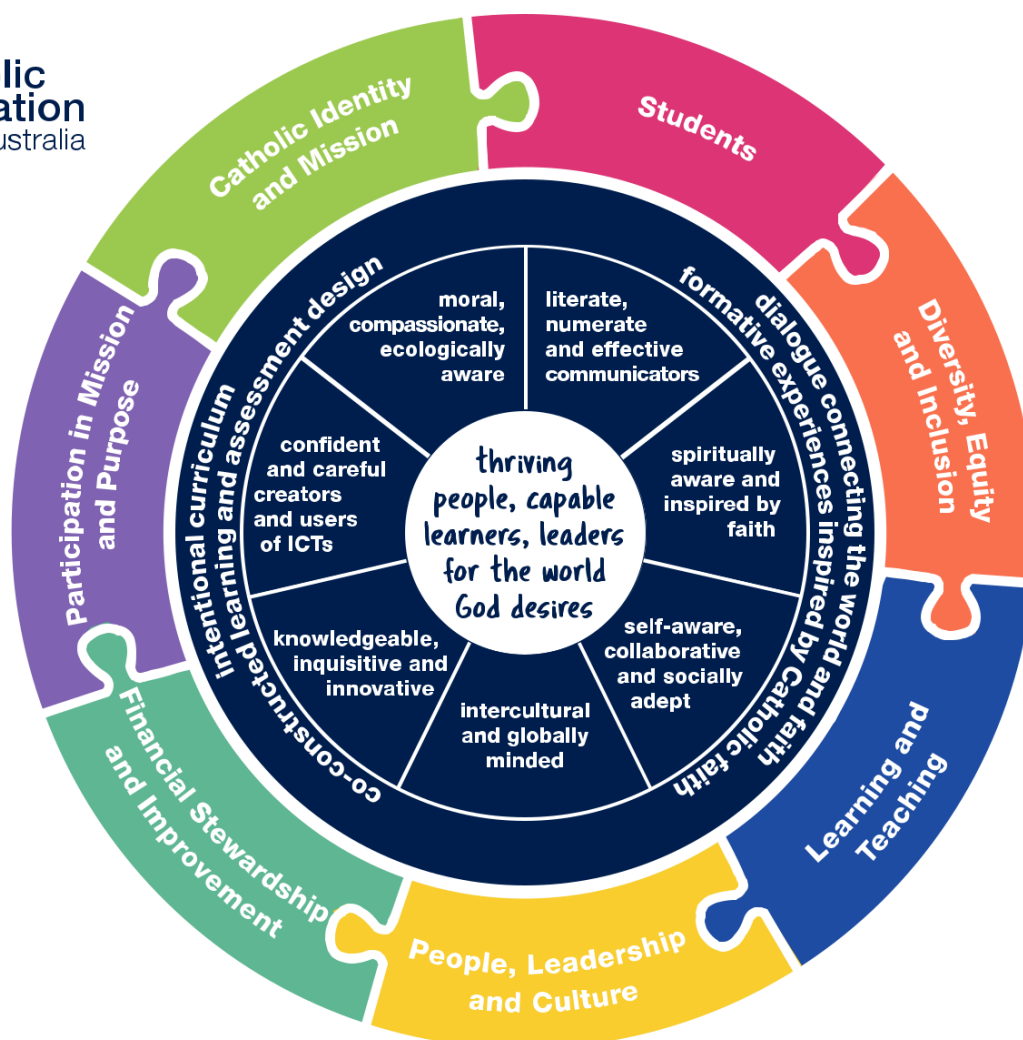 lic
ation
ustralia
Catholic Identity
and Mission
Students
Diversity, Equity
and Inclusion
Learning and
Teaching
People, Leadership
and Culture
Financial Stewardship
and Improvement
Participation in Mission
and Purpose
intentional curriculum
co-constructed learning and assessment design
dialogue connecting the world and faith
formative experiences inspired by Catholic faith
moral,
compassionate,
ecologically
aware
literate,
numerate
and effective
communicators
spiritually
aware and
inspired by
faith
self-aware,
collaborative
and socially
adept
intercultural
and globally
minded
knowledgeable,
inquisitive and
innovative
confident
and careful
creators
and users
of ICTs
thriving
people, capable
learners, leaders
for the world
God desires